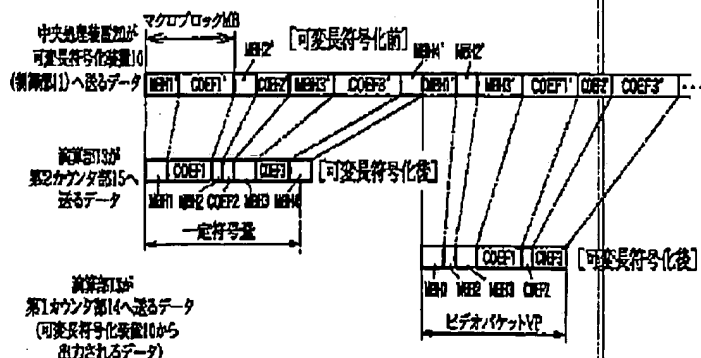 マクロブロックMB
中央処理装置20が
可変長符号化装置10
(制御部11)へ送るデータ
[可変長符号化前]
MBH2' MBH4' MBH2'
MBH1' COEF1' COEF2' MBH3' COEF3' MBH1' MBH3' COEF1' COEF2' COEF3' ...
演算部13が
第2カウンタ部15へ
送るデータ
COEF1 COEF3
[可変長符号化後]
MBH1 MBH2 COEF2 MBH3 MBH4
一定符号量
COEF1 COEF3
[可変長符号化後]
MBH1 MBH2 MBH3 COEF2
ビデオパケットVP
演算部13が
第1カウンタ部14へ送るデータ
(可変長符号化装置10から
出力されるデータ)